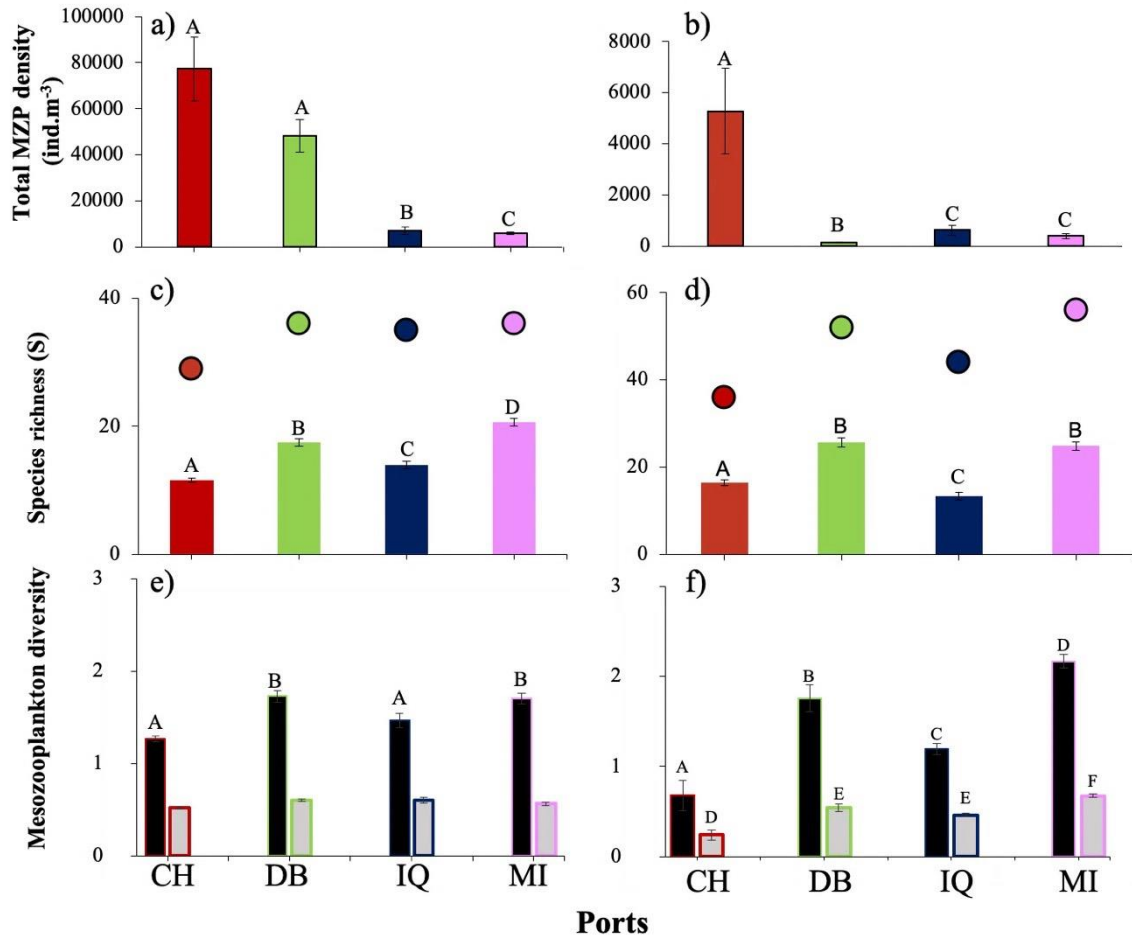 a)
100000
80000
60000
40000
20000
0
Total MZP density
(ind.m-3)
A
A
B
C
b)
8000
6000
4000
2000
0
A
B
C
C
c)
40
20
0
Species richness (S)
A
B
C
D
d)
60
40
20
0
A
B
C
B
e)
3
2
1
0
Mesozooplankton diversity
A
B
A
B
CH DB IQ MI
f)
3
2
1
0
A
D
B
E
C
E
D
F
CH DB IQ MI
Ports